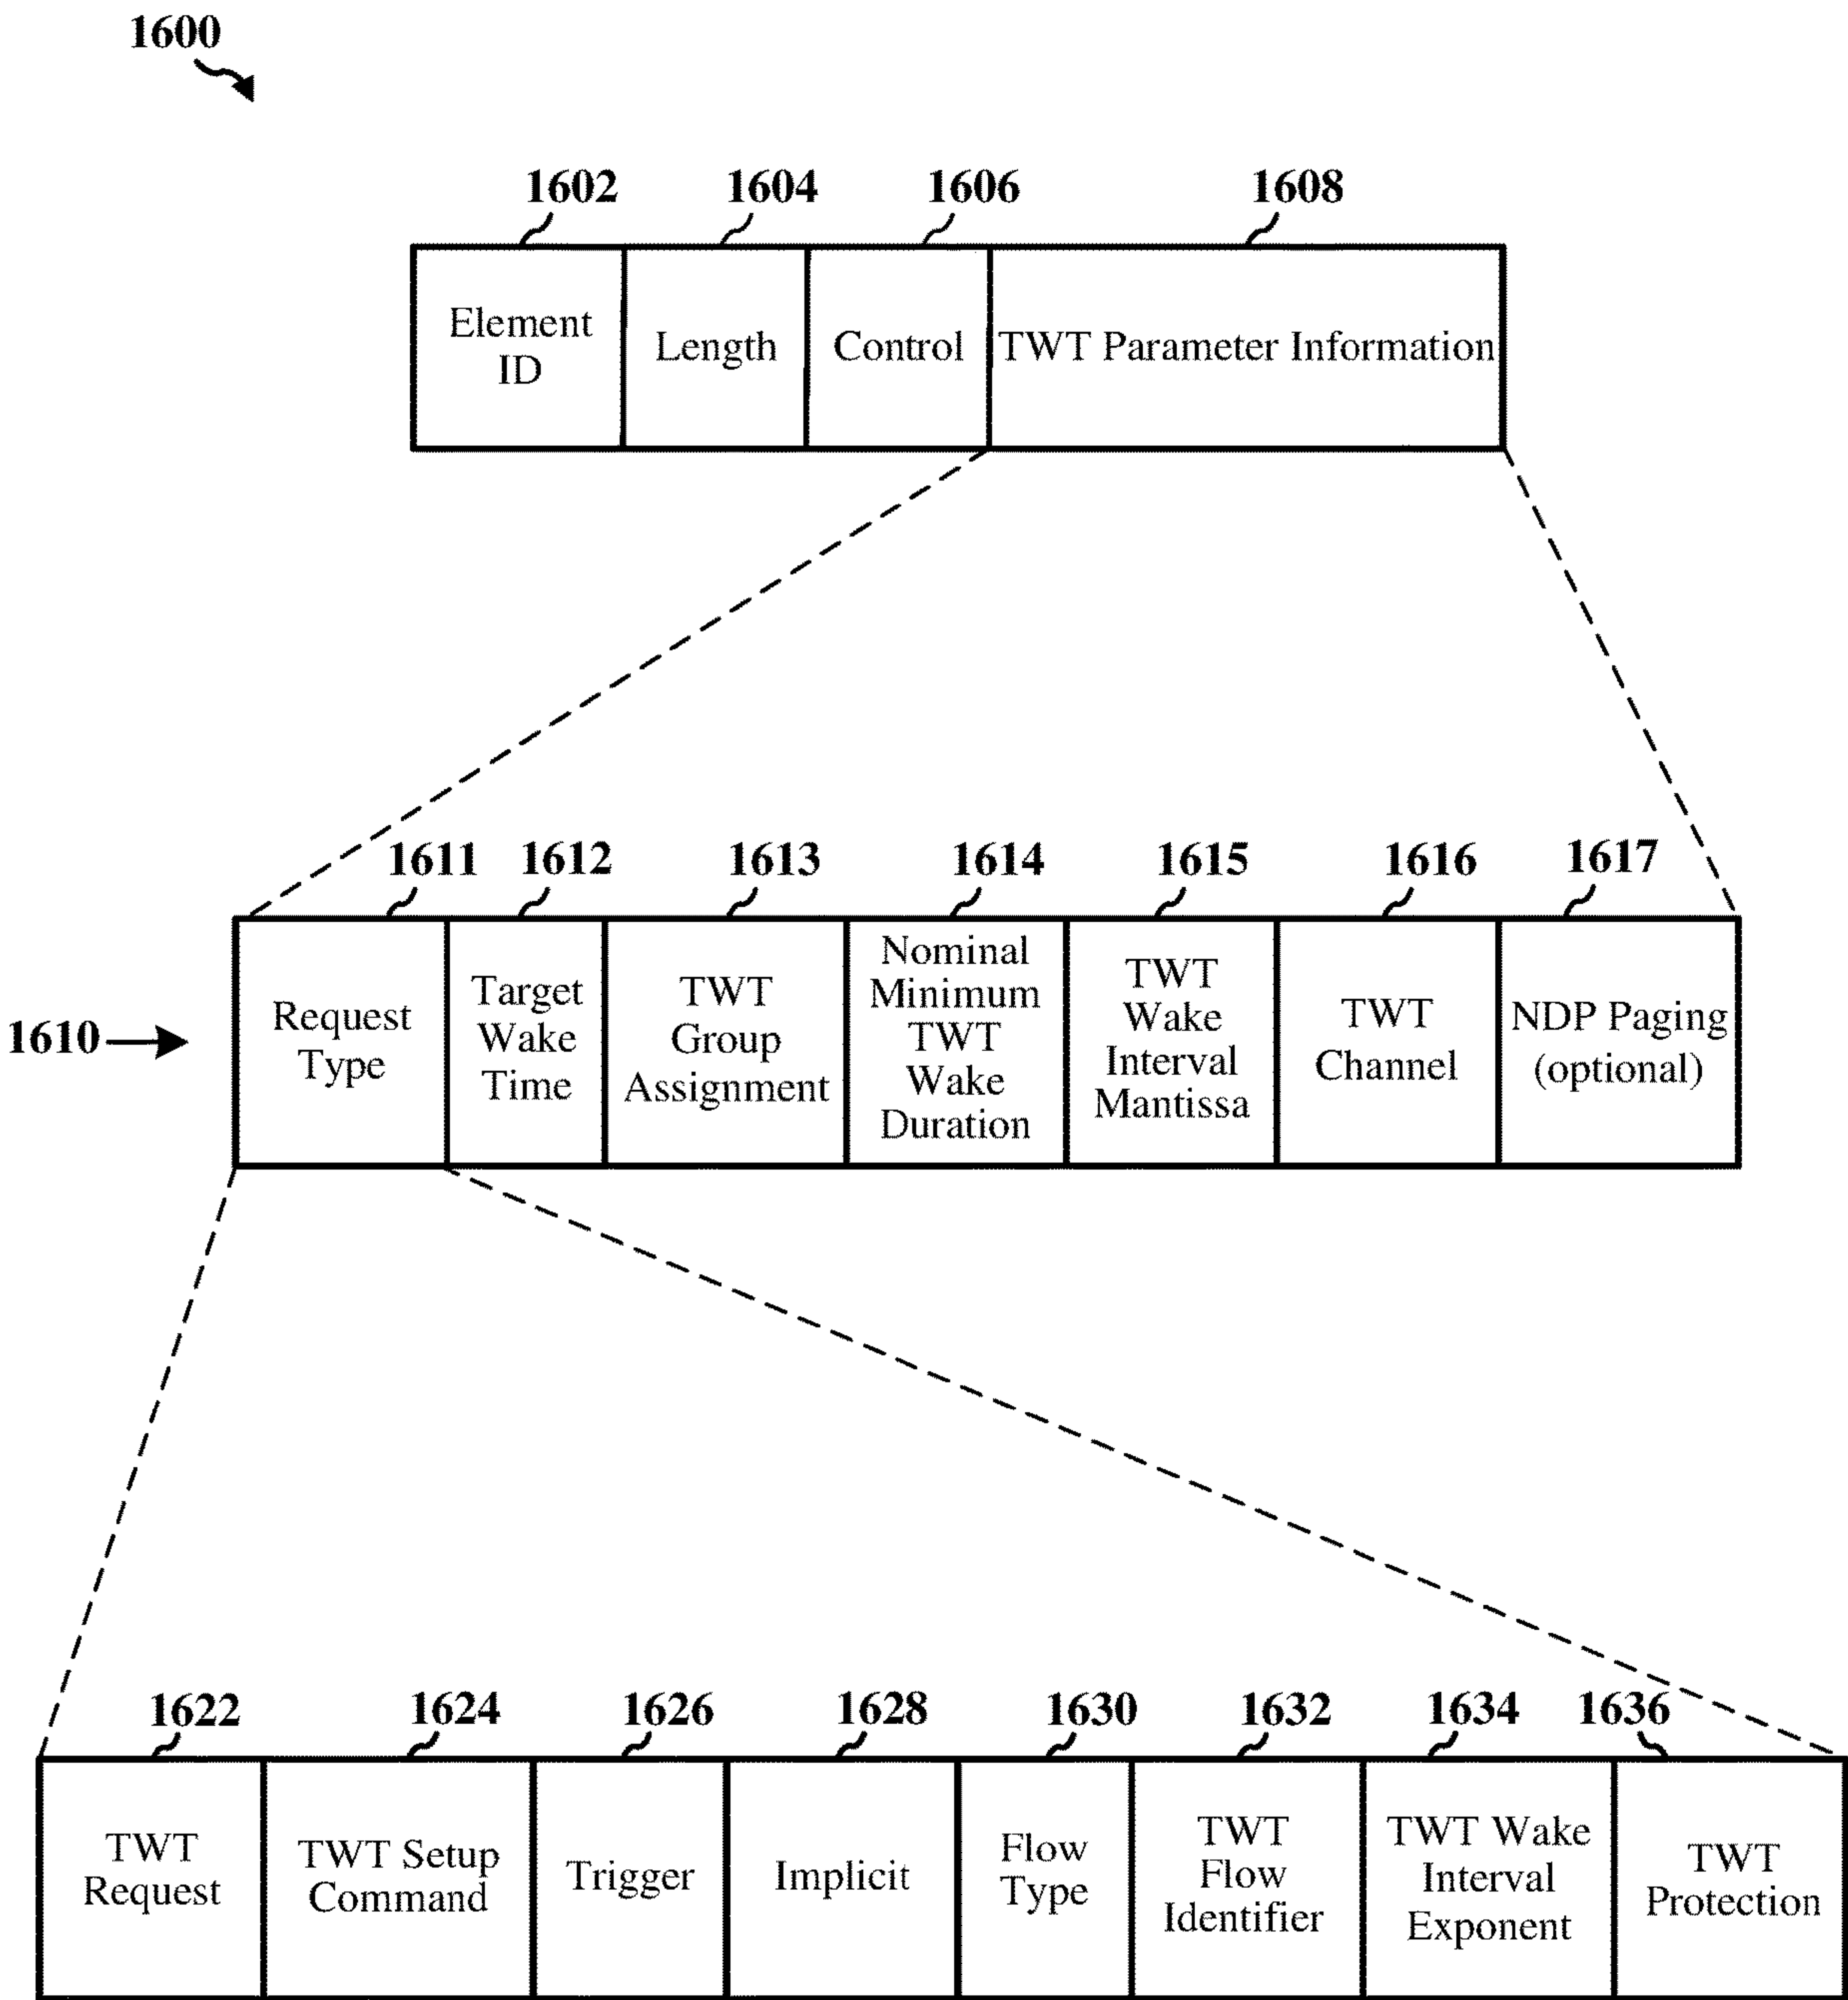 1600
1602 1604 1606 1608
Element
ID
Length
Control
TWT Parameter Information
1611 1612 1613 1614 1615 1616 1617
1610
Request
Type
Target
Wake
Time
TWT
Group
Assignment
Nominal
Minimum
TWT
Wake
Duration
TWT
Wake
Interval
Mantissa
TWT
Channel
NDP Paging
(optional)
1622 1624 1626 1628 1630 1632 1634 1636
TWT
Request
TWT Setup
Command
Trigger
Implicit
Flow
Type
TWT
Flow
Identifier
TWT Wake
Interval
Exponent
TWT
Protection